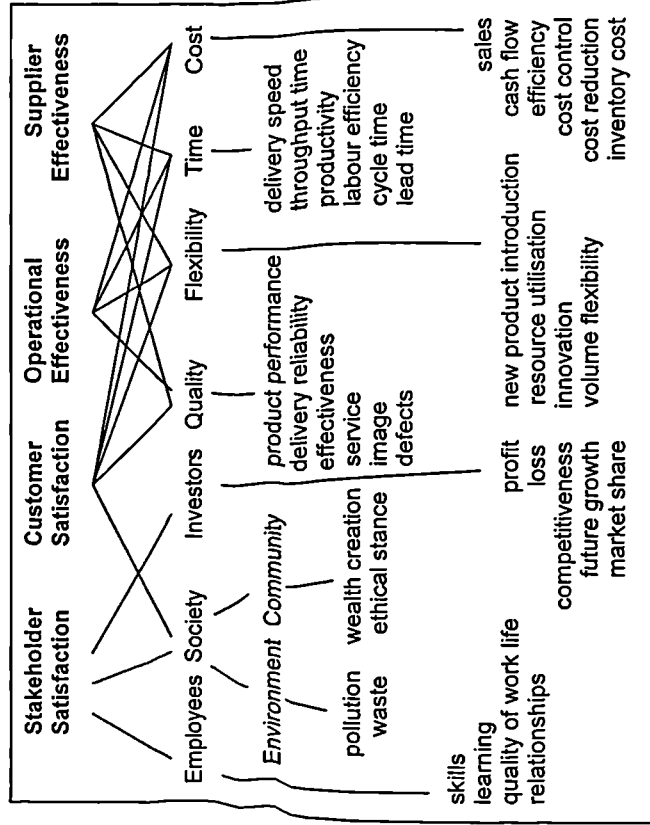 Stakeholder
Satisfaction
Customer
Satisfaction
Operational
Effectiveness
Supplier
Effectiveness
Employees
Society
Investors
Quality
Flexibility
Time
Cost
Environment
Community
pollution
waste
wealth creation
ethical stance
product performance
delivery reliability
effectiveness
service
image
defects
delivery speed
throughput time
productivity
labour efficiency
cycle time
lead time
skills
learning
quality of work life
relationships
profit
loss
competitiveness
future growth
market share
new product introduction
resource utilisation
innovation
volume flexibility
sales
cash flow
efficiency
cost control
cost reduction
inventory cost